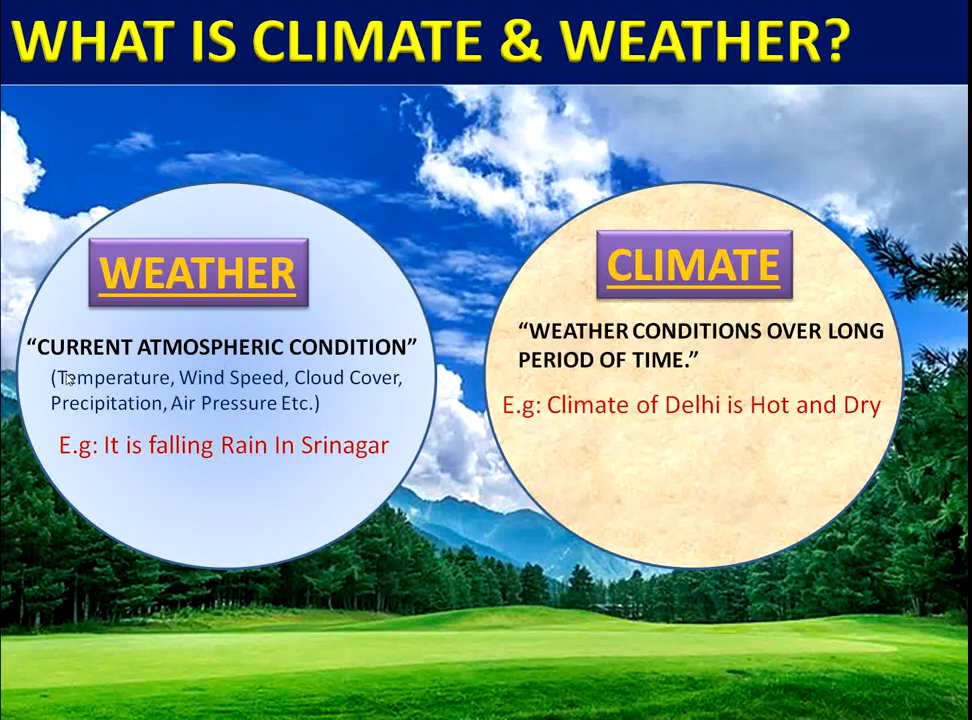 WHAT IS CLIMATE & WEATHER?
WEATHER
“CURRENT ATMOSPHERIC CONDITION”
(Temperature, Wind Speed, Cloud Cover,
Precipitation, Air Pressure Etc.)
E.g: It is falling Rain In Srinagar
CLIMATE
“WEATHER CONDITIONS OVER LONG
PERIOD OF TIME.”
E.g: Climate of Delhi is Hot and Dry